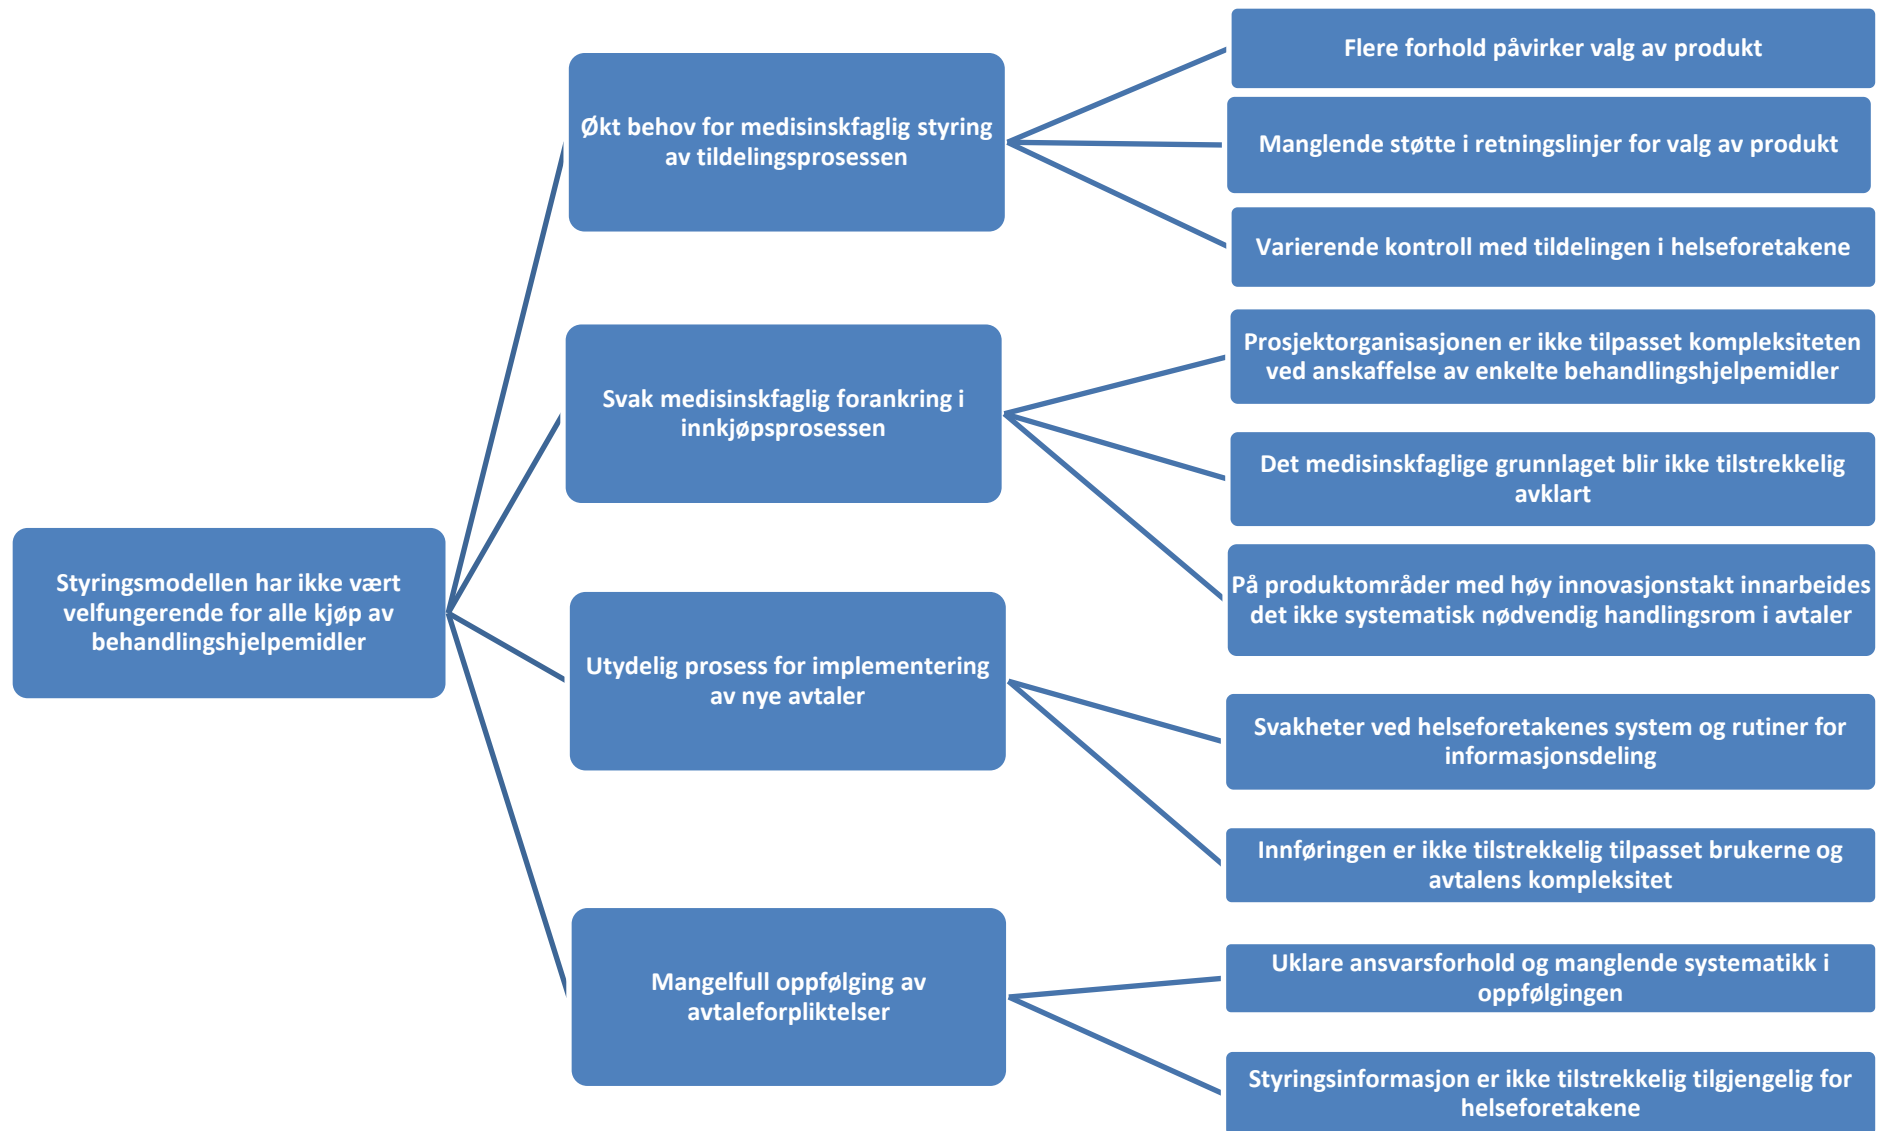 Styringsmodellen har ikke vært
velfungerende for alle kjøp av
behandlingshjelpemidler
Økt behov for medisinskfaglig styring
av tildelingsprosessen
Flere forhold påvirker valg av produkt
Manglende støtte i retningslinjer for valg av produkt
Varierende kontroll med tildelingen i helseforetakene
Svak medisinskfaglig forankring i
innkjøpsprosessen
Prosjektorganisasjonen er ikke tilpasset kompleksiteten
ved anskaffelse av enkelte behandlingshjelpemidler
Det medisinskfaglige grunnlaget blir ikke tilstrekkelig
avklart
På produktområder med høy innovasjonstakt innarbeides
det ikke systematisk nødvendig handlingsrom i avtaler
Utydelig prosess for implementering
av nye avtaler
Svakheter ved helseforetakenes system og rutiner for
informasjonsdeling
Innføringen er ikke tilstrekkelig tilpasset brukerne og
avtalens kompleksitet
Mangelfull oppfølging av
avtaleforpliktelser
Uklare ansvarsforhold og manglende systematikk i
oppfølgingen
Styringsinformasjon er ikke tilstrekkelig tilgjengelig for
helseforetakene